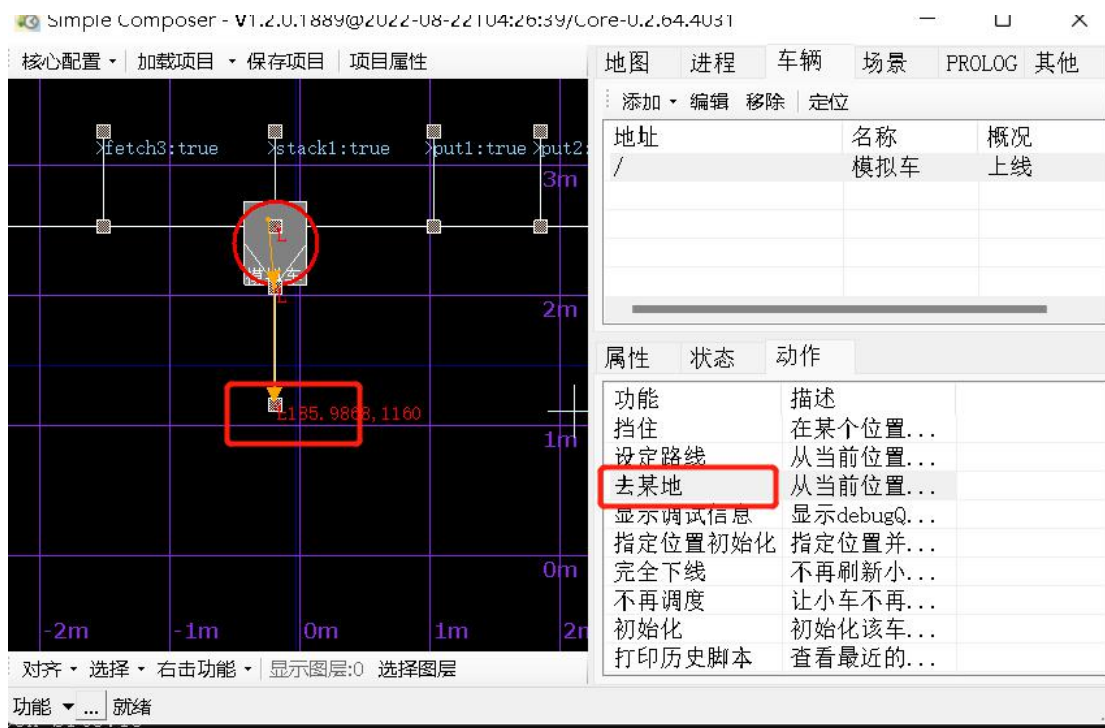 Simple Composer - V1.2.0.1889@2022-08-22T04:26:39/Core-0.2.64.4031
核心配置 加载项目 保存项目 项目属性
地图 进程 车辆 场景 PROLOG 其他
添加 编辑 移除 定位
地址 名称 概况
/ 模拟车 上线
fetch3:true stack1:true put1:true put2:
3m
模拟车
L
L
2m
L185.9868,1160
1m
0m
-2m -1m 0m 1m 2m
属性 状态 动作
功能 描述
挡住 在某个位置...
设定路线 从当前位置...
去某地 从当前位置...
显示调试信息 显示debugQ...
指定位置初始化 指定位置并...
完全下线 不再刷新小...
不再调度 让小车不再...
初始化 初始化该车...
打印历史脚本 查看最近的...
对齐 选择 右击功能 显示图层:0 选择图层
功能 ... 就绪